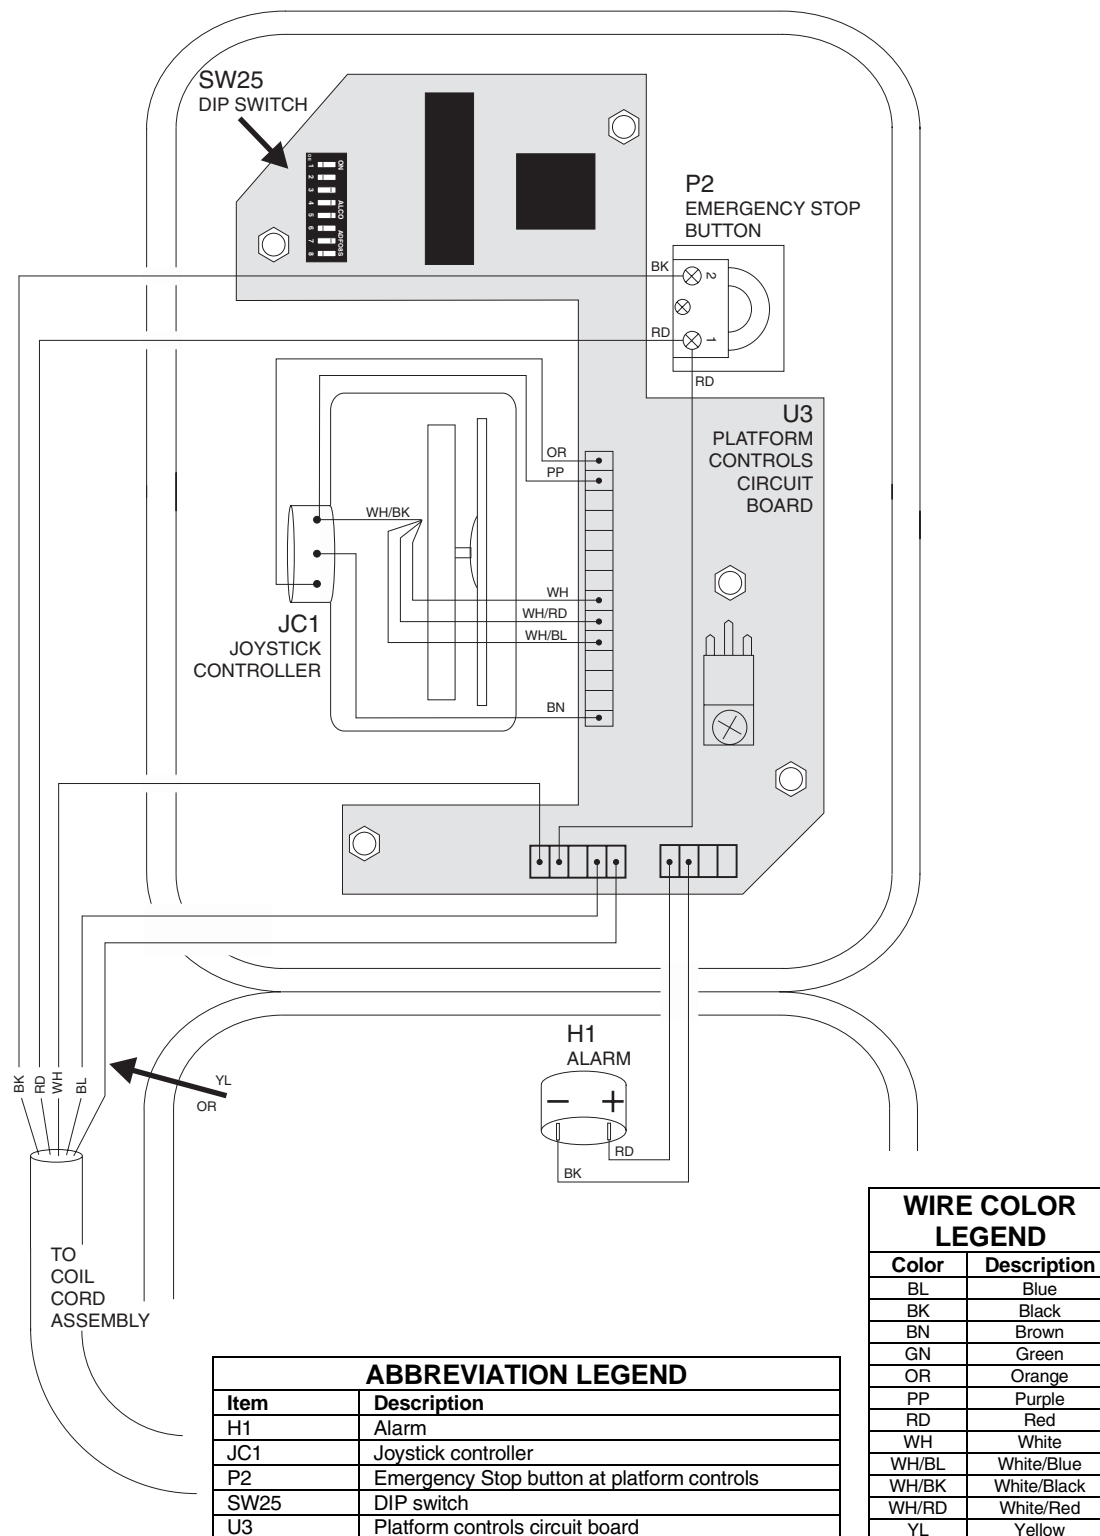 SW25
DIP SWITCH
ON
1
2
3
4
5
6
7
8
ALCO
P2
EMERGENCY STOP
BUTTON
BK
2
RD
1
RD
U3
PLATFORM
CONTROLS
CIRCUIT
BOARD
OR
PP
WH/BK
WH
WH/RD
WH/BL
BN
JC1
JOYSTICK
CONTROLLER
H1
ALARM
− +
RD
BK
BK RD WH BL
YL
OR
TO
COIL
CORD
ASSEMBLY
WIRE COLOR
LEGEND
Color Description
BL Blue
BK Black
BN Brown
GN Green
OR Orange
PP Purple
RD Red
WH White
WH/BL White/Blue
WH/BK White/Black
WH/RD White/Red
YL Yellow
ABBREVIATION LEGEND
Item Description
H1 Alarm
JC1 Joystick controller
P2 Emergency Stop button at platform controls
SW25 DIP switch
U3 Platform controls circuit board